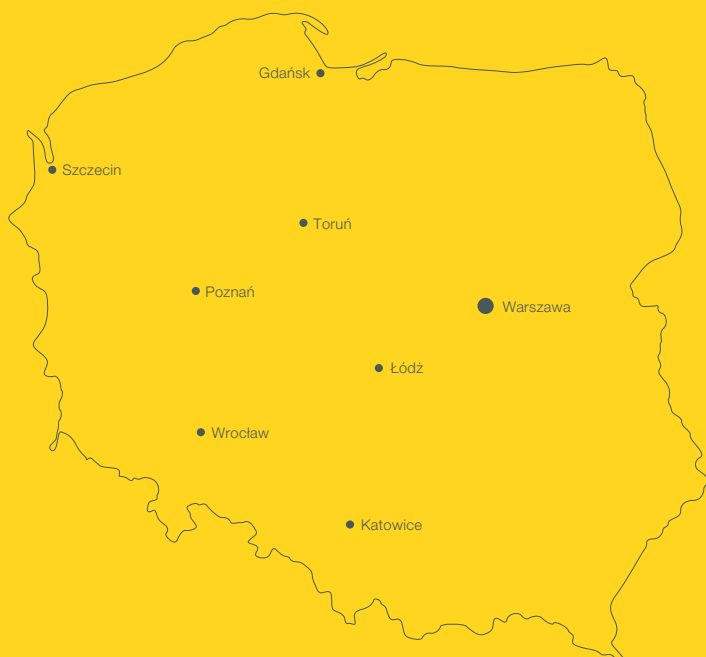 Gdańsk
Szczecin
Toruń
Poznań
Warszawa
Łódź
Wrocław
Katowice